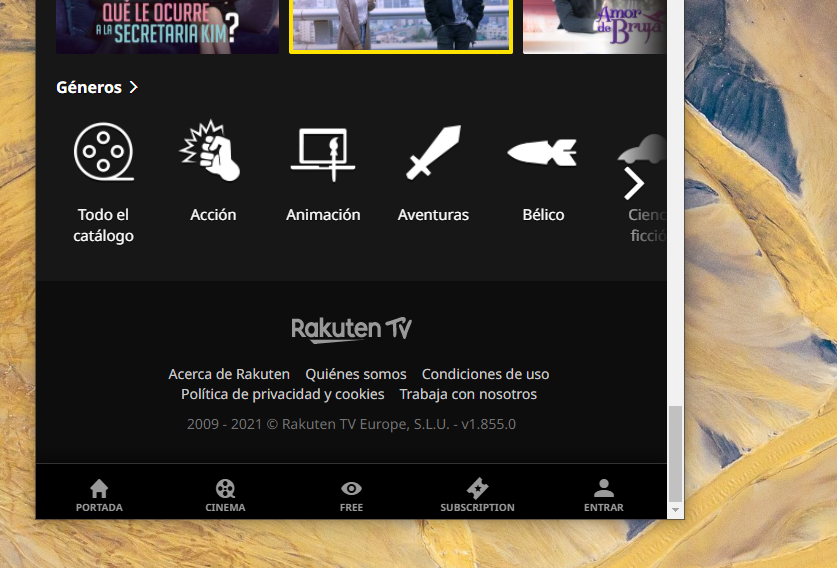 QUÉ LE OCURRE
A LA SECRETARIA KIM?
Amor
de Bruja
Géneros
Todo el
catálogo
Acción
Animación
Aventuras
Bélico
Cienc
ficció
Rakuten TV
Acerca de Rakuten Quiénes somos Condiciones de uso
Política de privacidad y cookies Trabaja con nosotros
2009 - 2021 © Rakuten TV Europe, S.L.U. - v1.855.0
PORTADA CINEMA FREE SUBSCRIPTION ENTRAR